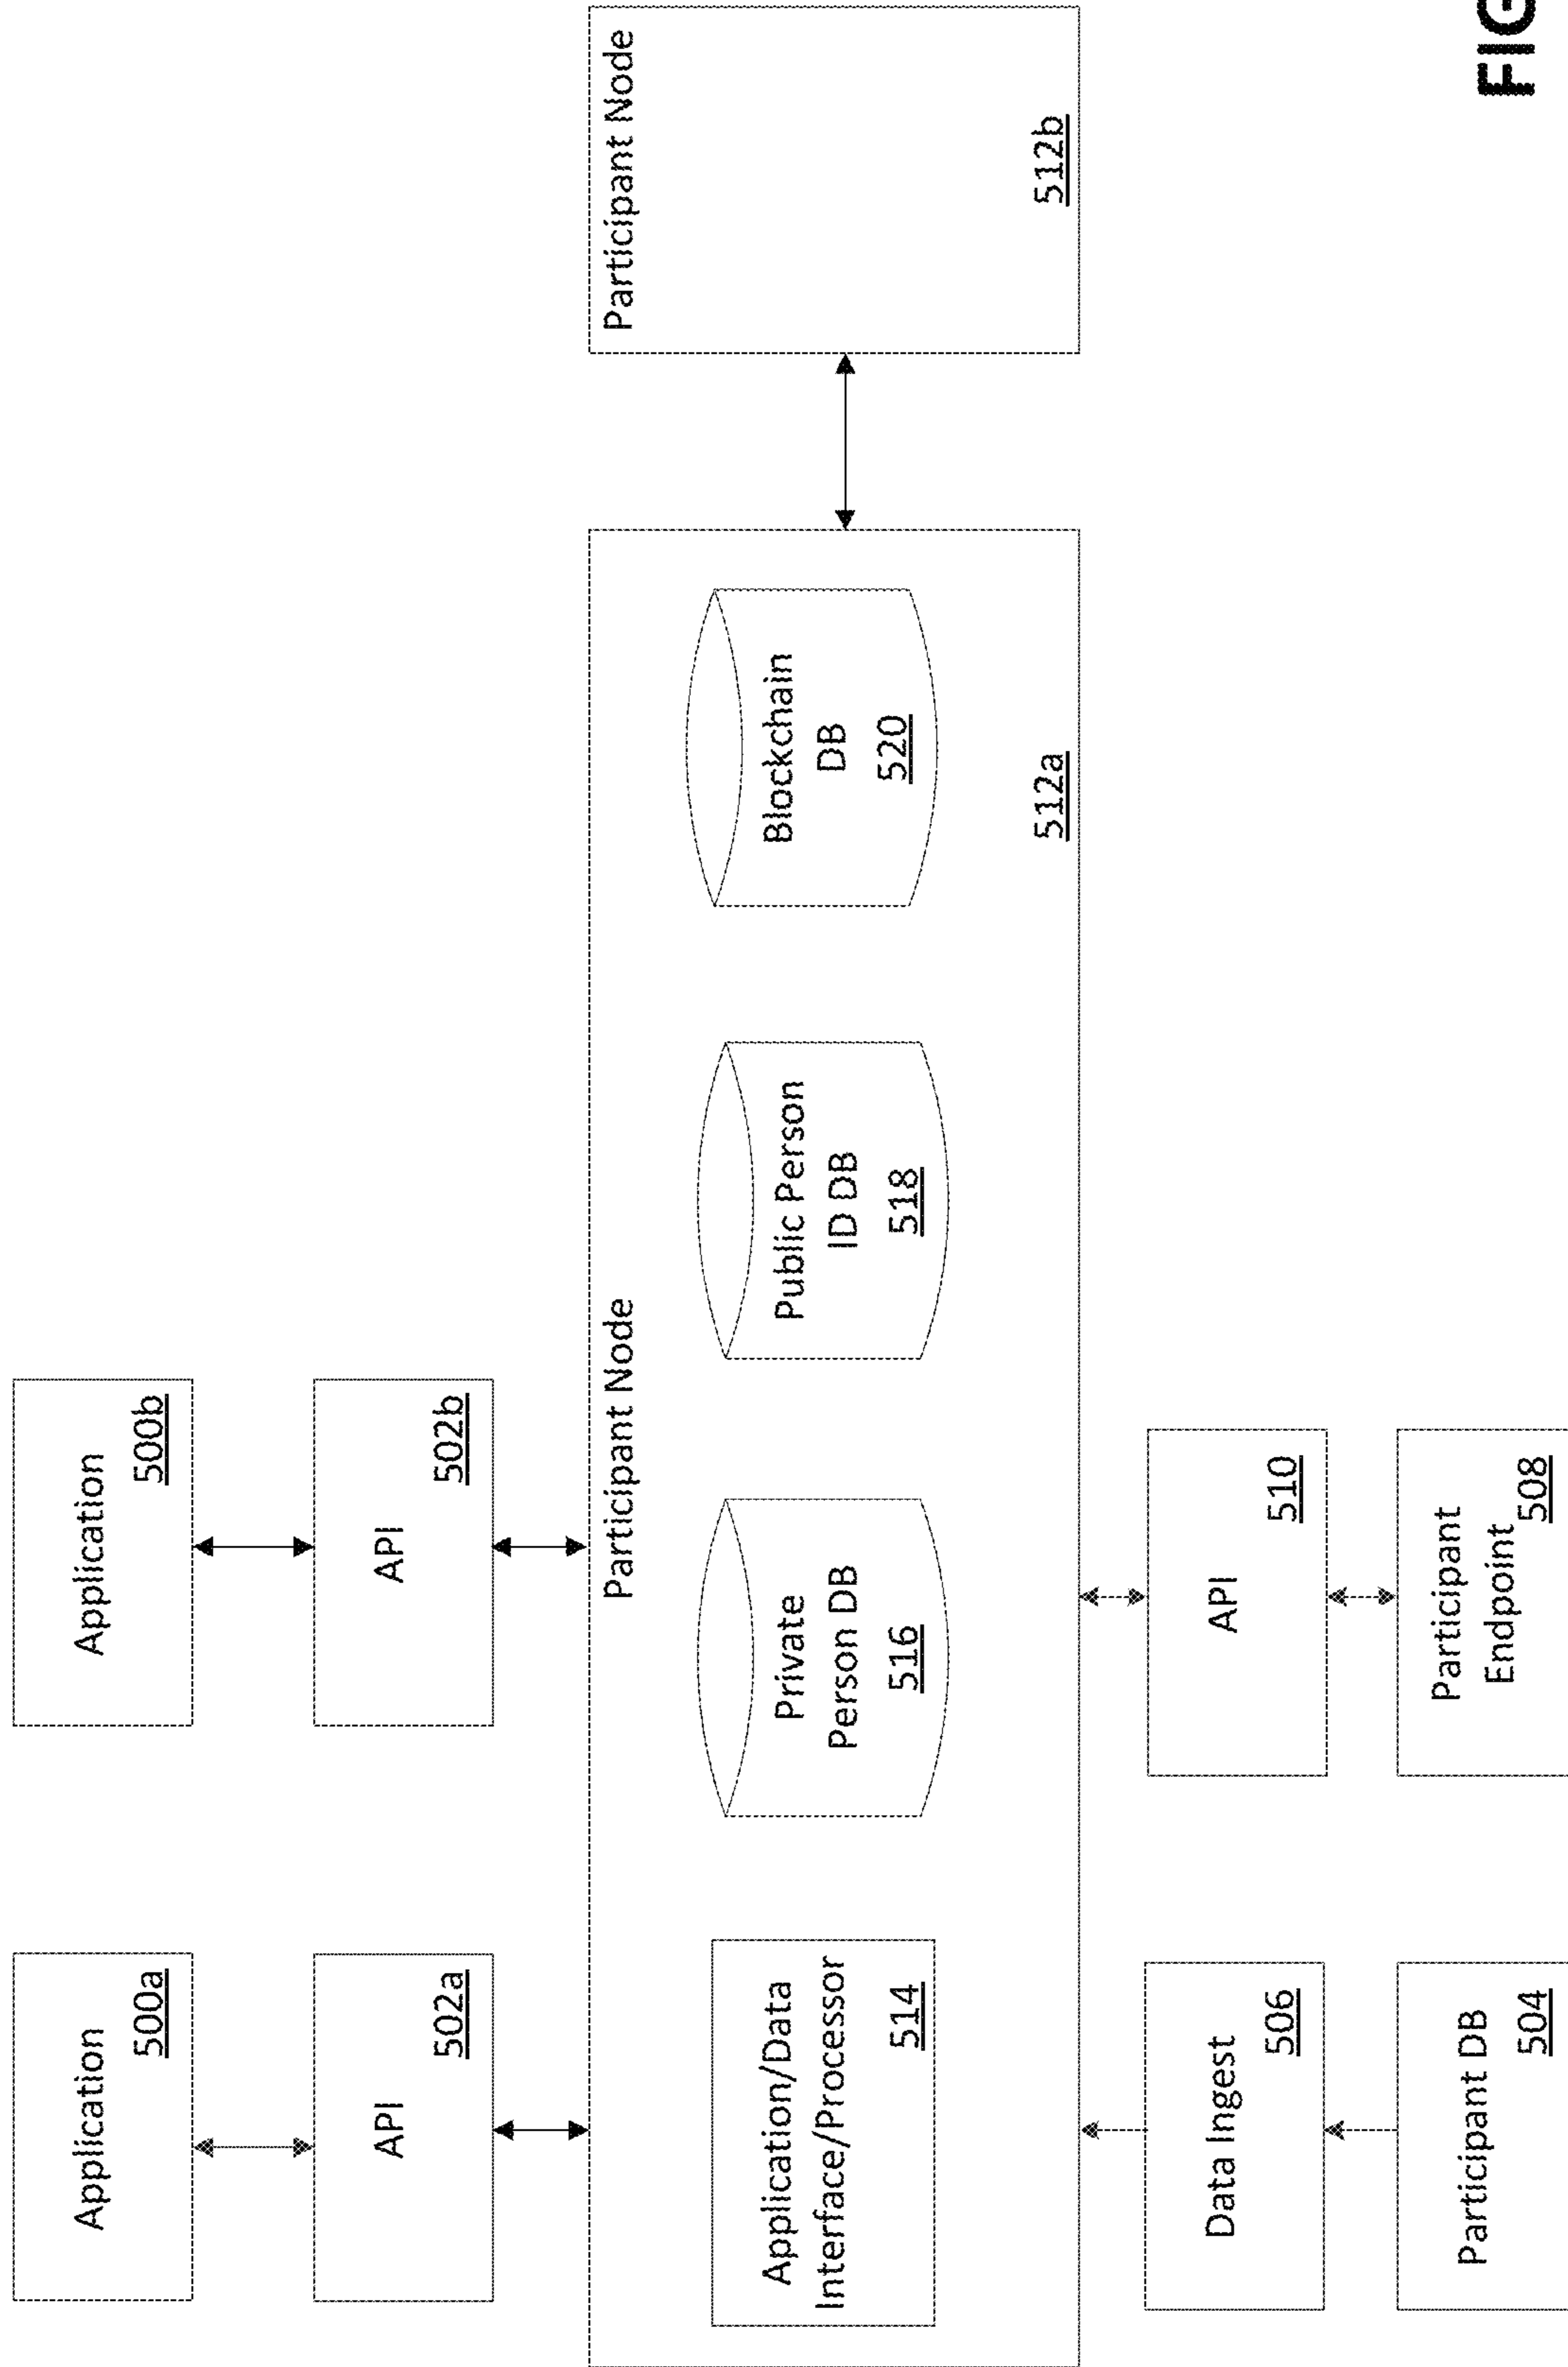 Application
500a
Application
500b
API
502a
API
502b
Participant Node
Application/Data
Interface/Processor
514
Private
Person DB
516
Public Person
ID DB
518
Blockchain
DB
520
512a
Participant Node
512b
Data Ingest
506
API
510
Participant DB
504
Participant
Endpoint
508
FIG